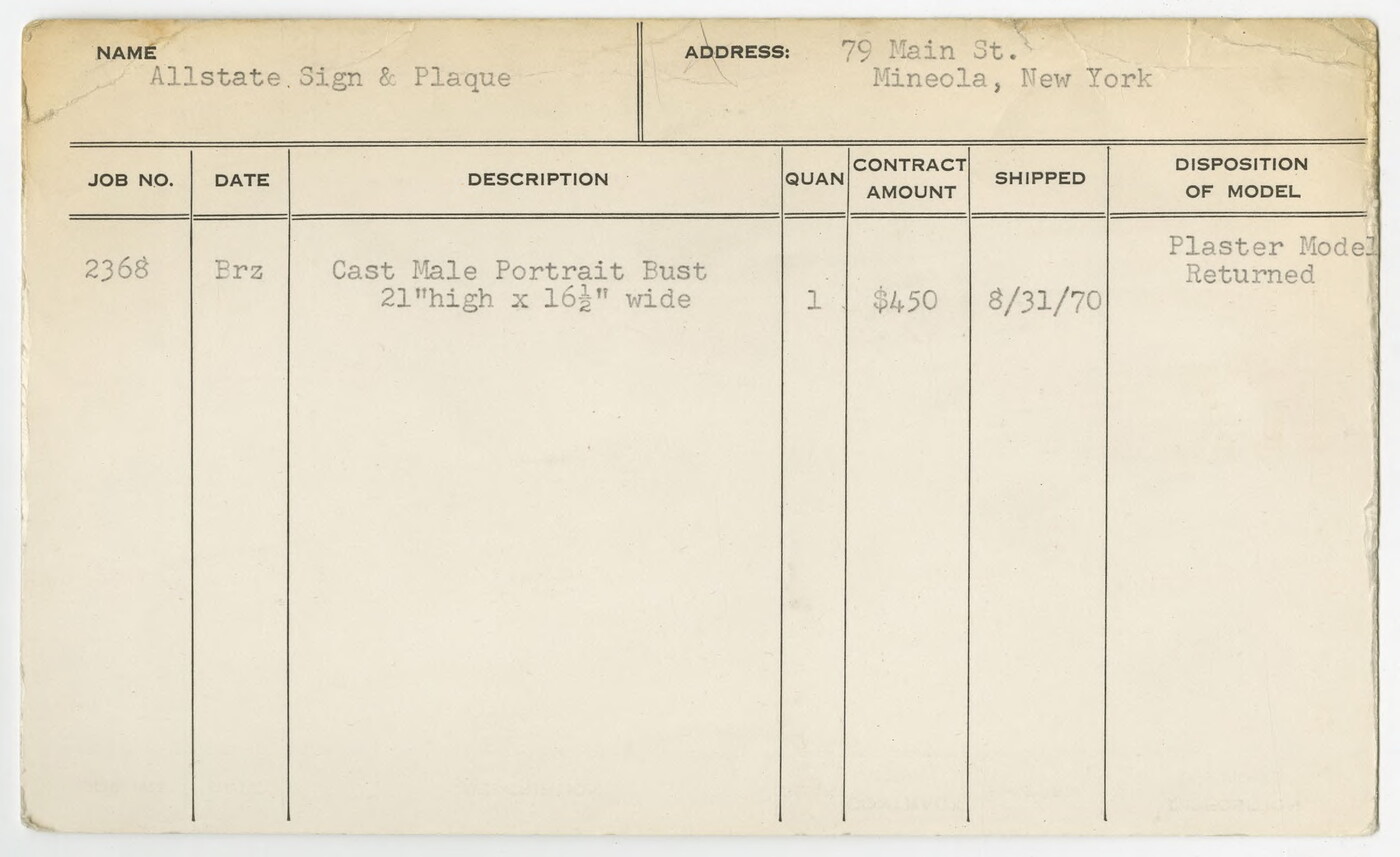 NAME
Allstate Sign & Plaque
ADDRESS: 79 Main St.
Mineola, New York
JOB NO. DATE DESCRIPTION QUAN CONTRACT AMOUNT SHIPPED DISPOSITION OF MODEL
Plaster Model
2368 Brz Cast Male Portrait Bust Returned
21"high x 16½" wide 1 $450 8/31/70